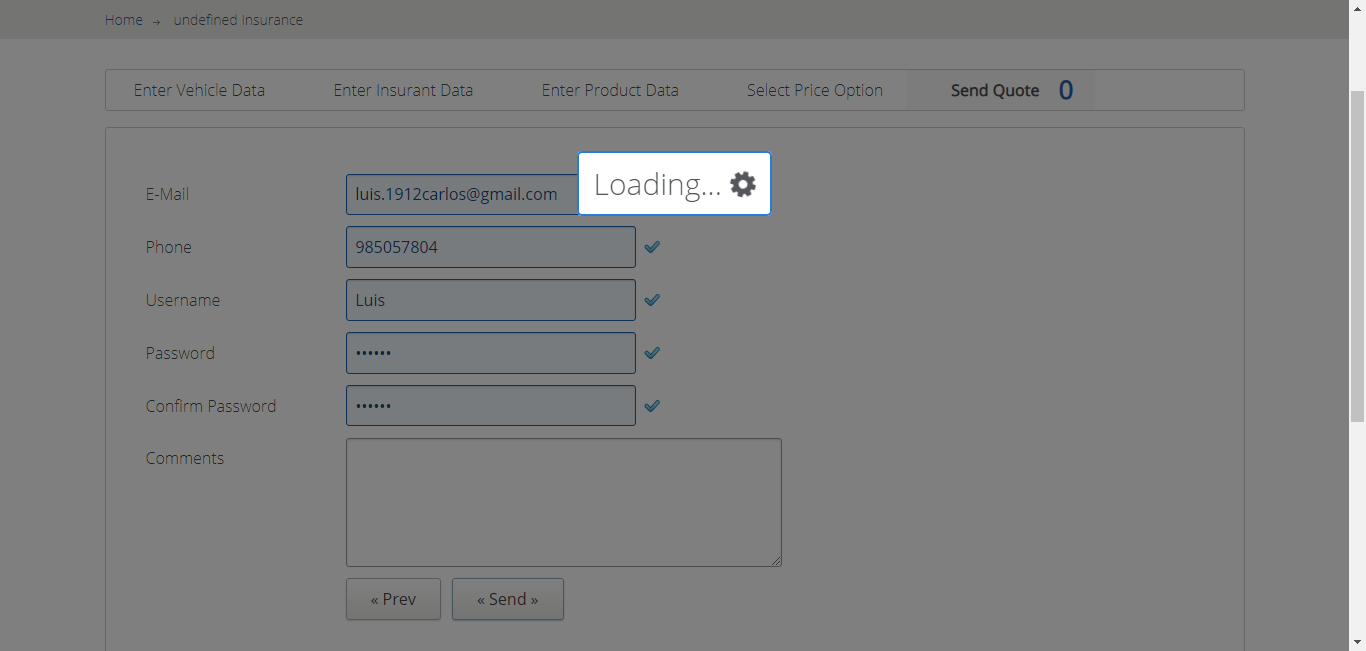 Home → undefined insurance
Enter Vehicle Data Enter Insurant Data Enter Product Data Select Price Option Send Quote 0
Loading...
E-Mail luis.1912carlos@gmail.com
Phone 985057804
Username Luis
Password ••••••
Confirm Password ••••••
Comments
« Prev « Send »